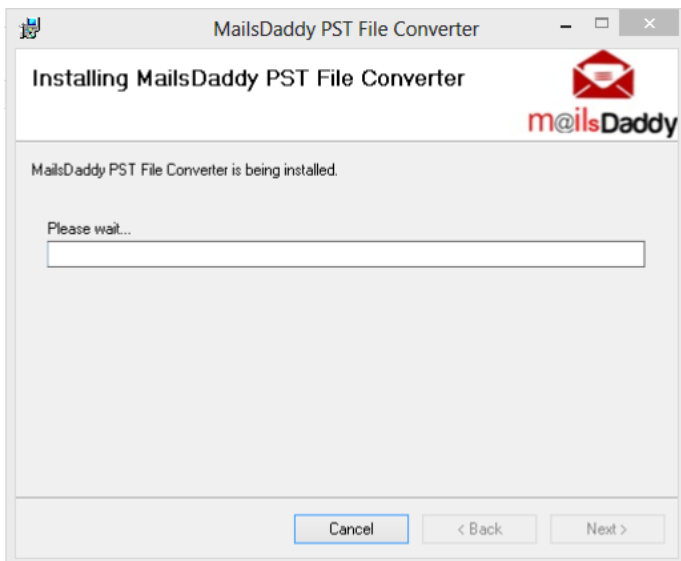 MailsDaddy PST File Converter
Installing MailsDaddy PST File Converter
m@ilsDaddy
MailsDaddy PST File Converter is being installed.
Please wait...
Cancel
< Back
Next >